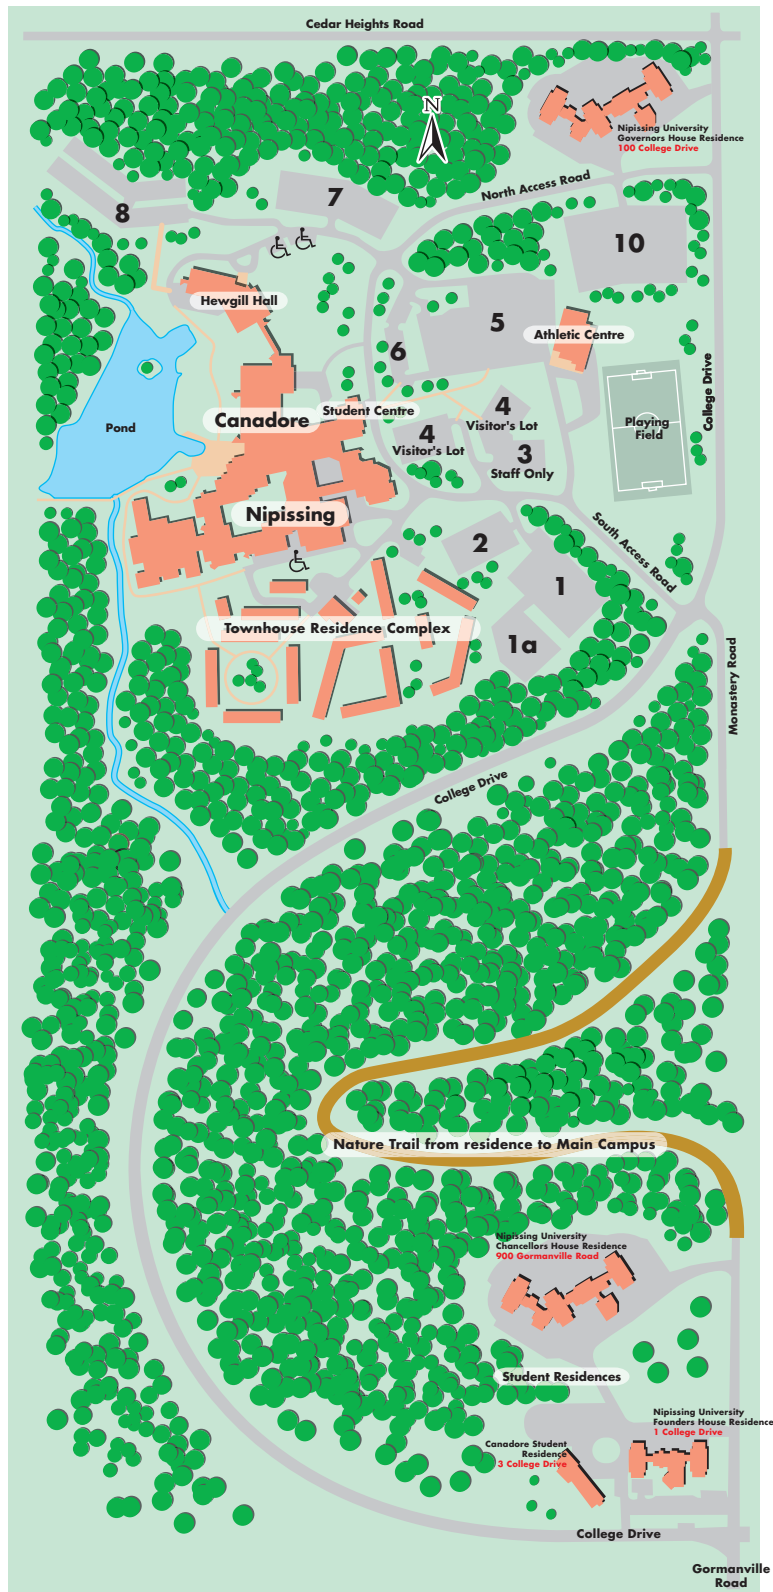 Cedar Heights Road
N
Nipissing University
Governors House Residence
100 College Drive
North Access Road
7
8
10
Hewgill Hall
5
Athletic Centre
6
College Drive
Pond
Canadore
Student Centre
4
Visitor's Lot
4
Visitor's Lot
Playing
Field
3
Staff Only
Nipissing
South Access Road
2
1
Townhouse Residence Complex
1a
Monastery Road
College Drive
Nature Trail from residence to Main Campus
Nipissing University
Chancellors House Residence
900 Gormanville Road
Student Residences
Nipissing University
Founders House Residence
1 College Drive
Canadore Student
Residence
3 College Drive
College Drive
Gormanville
Road